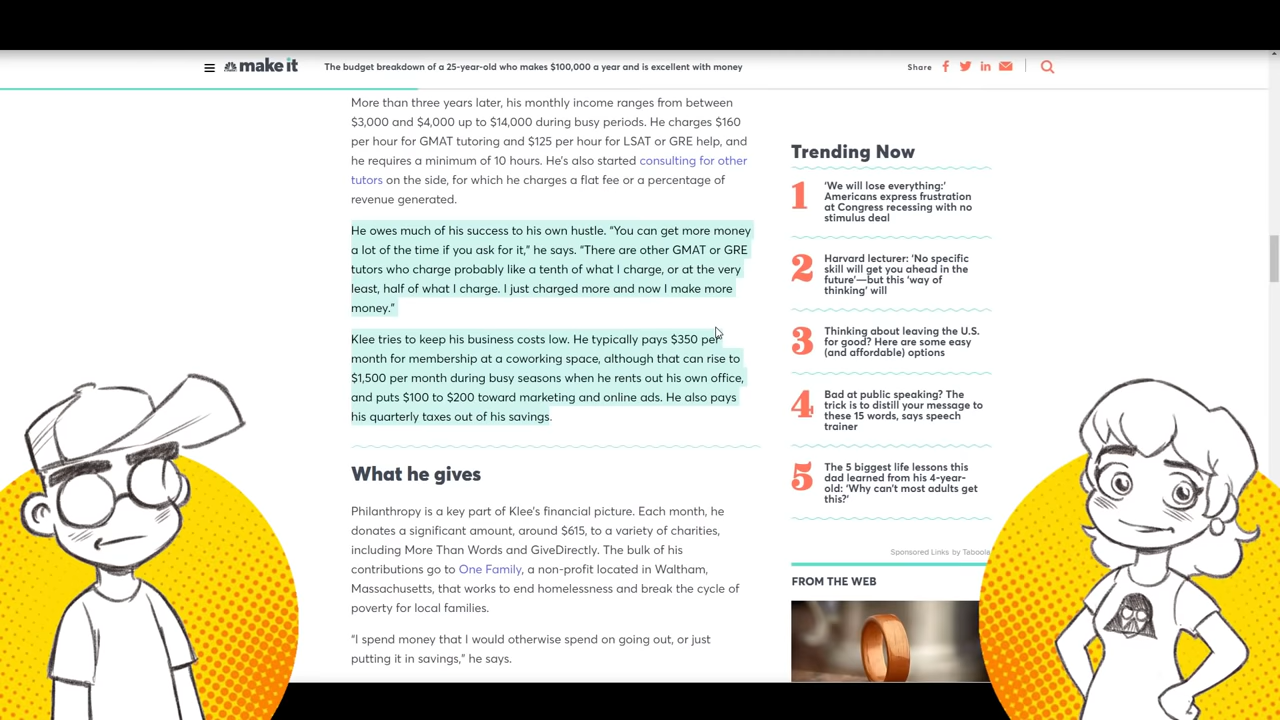 make it
The budget breakdown of a 25-year-old who makes $100,000 a year and is excellent with money
Share
More than three years later, his monthly income ranges from between
$3,000 and $4,000 up to $14,000 during busy periods. He charges $160
per hour for GMAT tutoring and $125 per hour for LSAT or GRE help, and
he requires a minimum of 10 hours. He's also started consulting for other
tutors on the side, for which he charges a flat fee or a percentage of
revenue generated.
He owes much of his success to his own hustle. “You can get more money
a lot of the time if you ask for it,” he says. “There are other GMAT or GRE
tutors who charge probably like a tenth of what I charge, or at the very
least, half of what I charge. I just charged more and now I make more
money.”
Klee tries to keep his business costs low. He typically pays $350 per
month for membership at a coworking space, although that can rise to
$1,500 per month during busy seasons when he rents out his own office,
and puts $100 to $200 toward marketing and online ads. He also pays
his quarterly taxes out of his savings.
What he gives
Philanthropy is a key part of Klee's financial picture. Each month, he
donates a significant amount, around $615, to a variety of charities,
including More Than Words and GiveDirectly. The bulk of his
contributions go to One Family, a non-profit located in Waltham,
Massachusetts, that works to end homelessness and break the cycle of
poverty for local families.
“I spend money that I would otherwise spend on going out, or just
putting it in savings,” he says.
Trending Now
1
‘We will lose everything:’
Americans express frustration
at Congress recessing with no
stimulus deal
2
Harvard lecturer: ‘No specific
skill will get you ahead in the
future’—but this ‘way of
thinking’ will
3
Thinking about leaving the U.S.
for good? Here are some easy
(and affordable) options
4
Bad at public speaking? The
trick is to distill your message to
these 15 words, says speech
trainer
5
The 5 biggest life lessons this
dad learned from his 4-year-
old: ‘Why can't most adults get
this?’
Sponsored Links by Taboola
FROM THE WEB